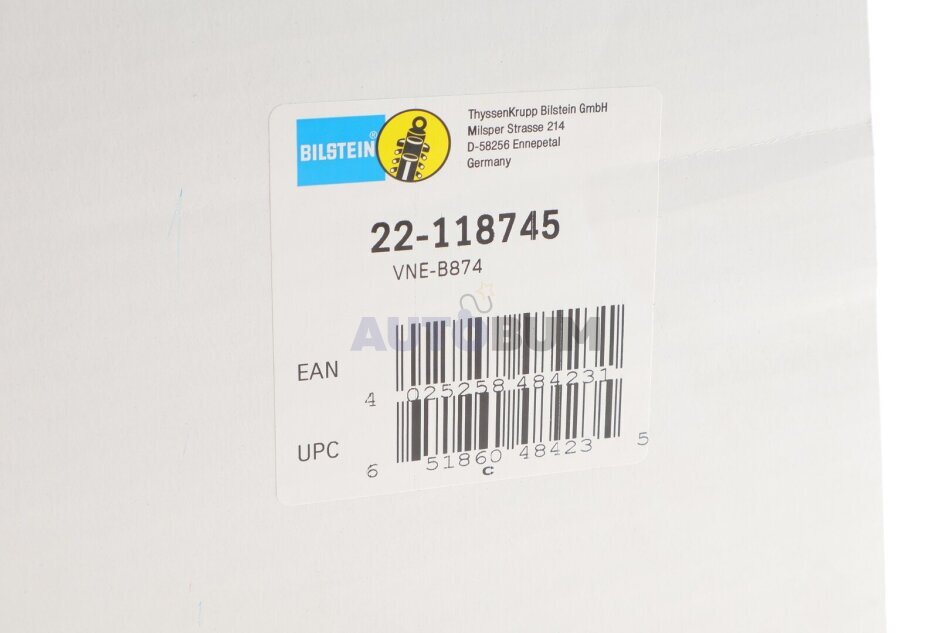 BILSTEIN®
ThyssenKrupp Bilstein GmbH
Milsper Strasse 214
D-58256 Ennepetal
Germany
22-118745
VNE-B874
AUTOBUM
EAN
4 025258 484231
UPC
6 51860 48423 5
C